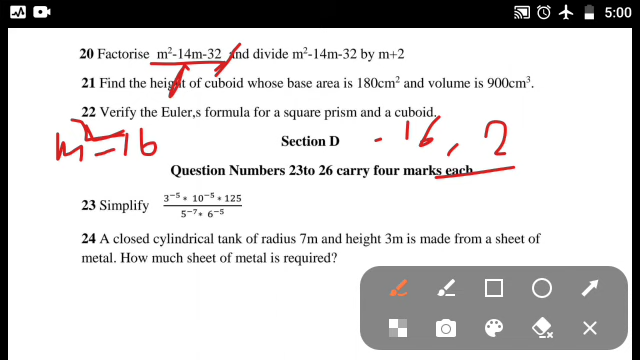 5:00
20 Factorise m²-14m-32 and divide m²-14m-32 by m+2
21 Find the height of cuboid whose base area is 180cm² and volume is 900cm³.
22 Verify the Euler,s formula for a square prism and a cuboid.
m²-16
Section D
-16, 2
Question Numbers 23to 26 carry four marks each
23 Simplify 3⁻⁵* 10⁻⁵* 125
5⁻⁷* 6⁻⁵
24 A closed cylindrical tank of radius 7m and height 3m is made from a sheet of
metal. How much sheet of metal is required?